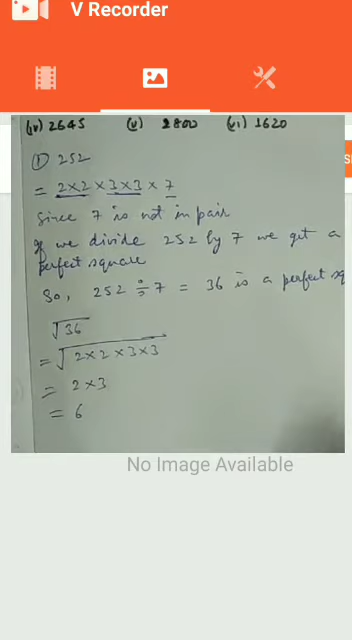 V Recorder
(iv) 2645 (v) 2800 (vi) 1620
① 252
= 2×2 × 3×3 × 7
Since 7 is not in pair
If we divide 252 by 7 we get a
perfect square
So, 252 ÷ 7 = 36 is a perfect sq
√36
= √2×2×3×3
= 2×3
= 6
No Image Available